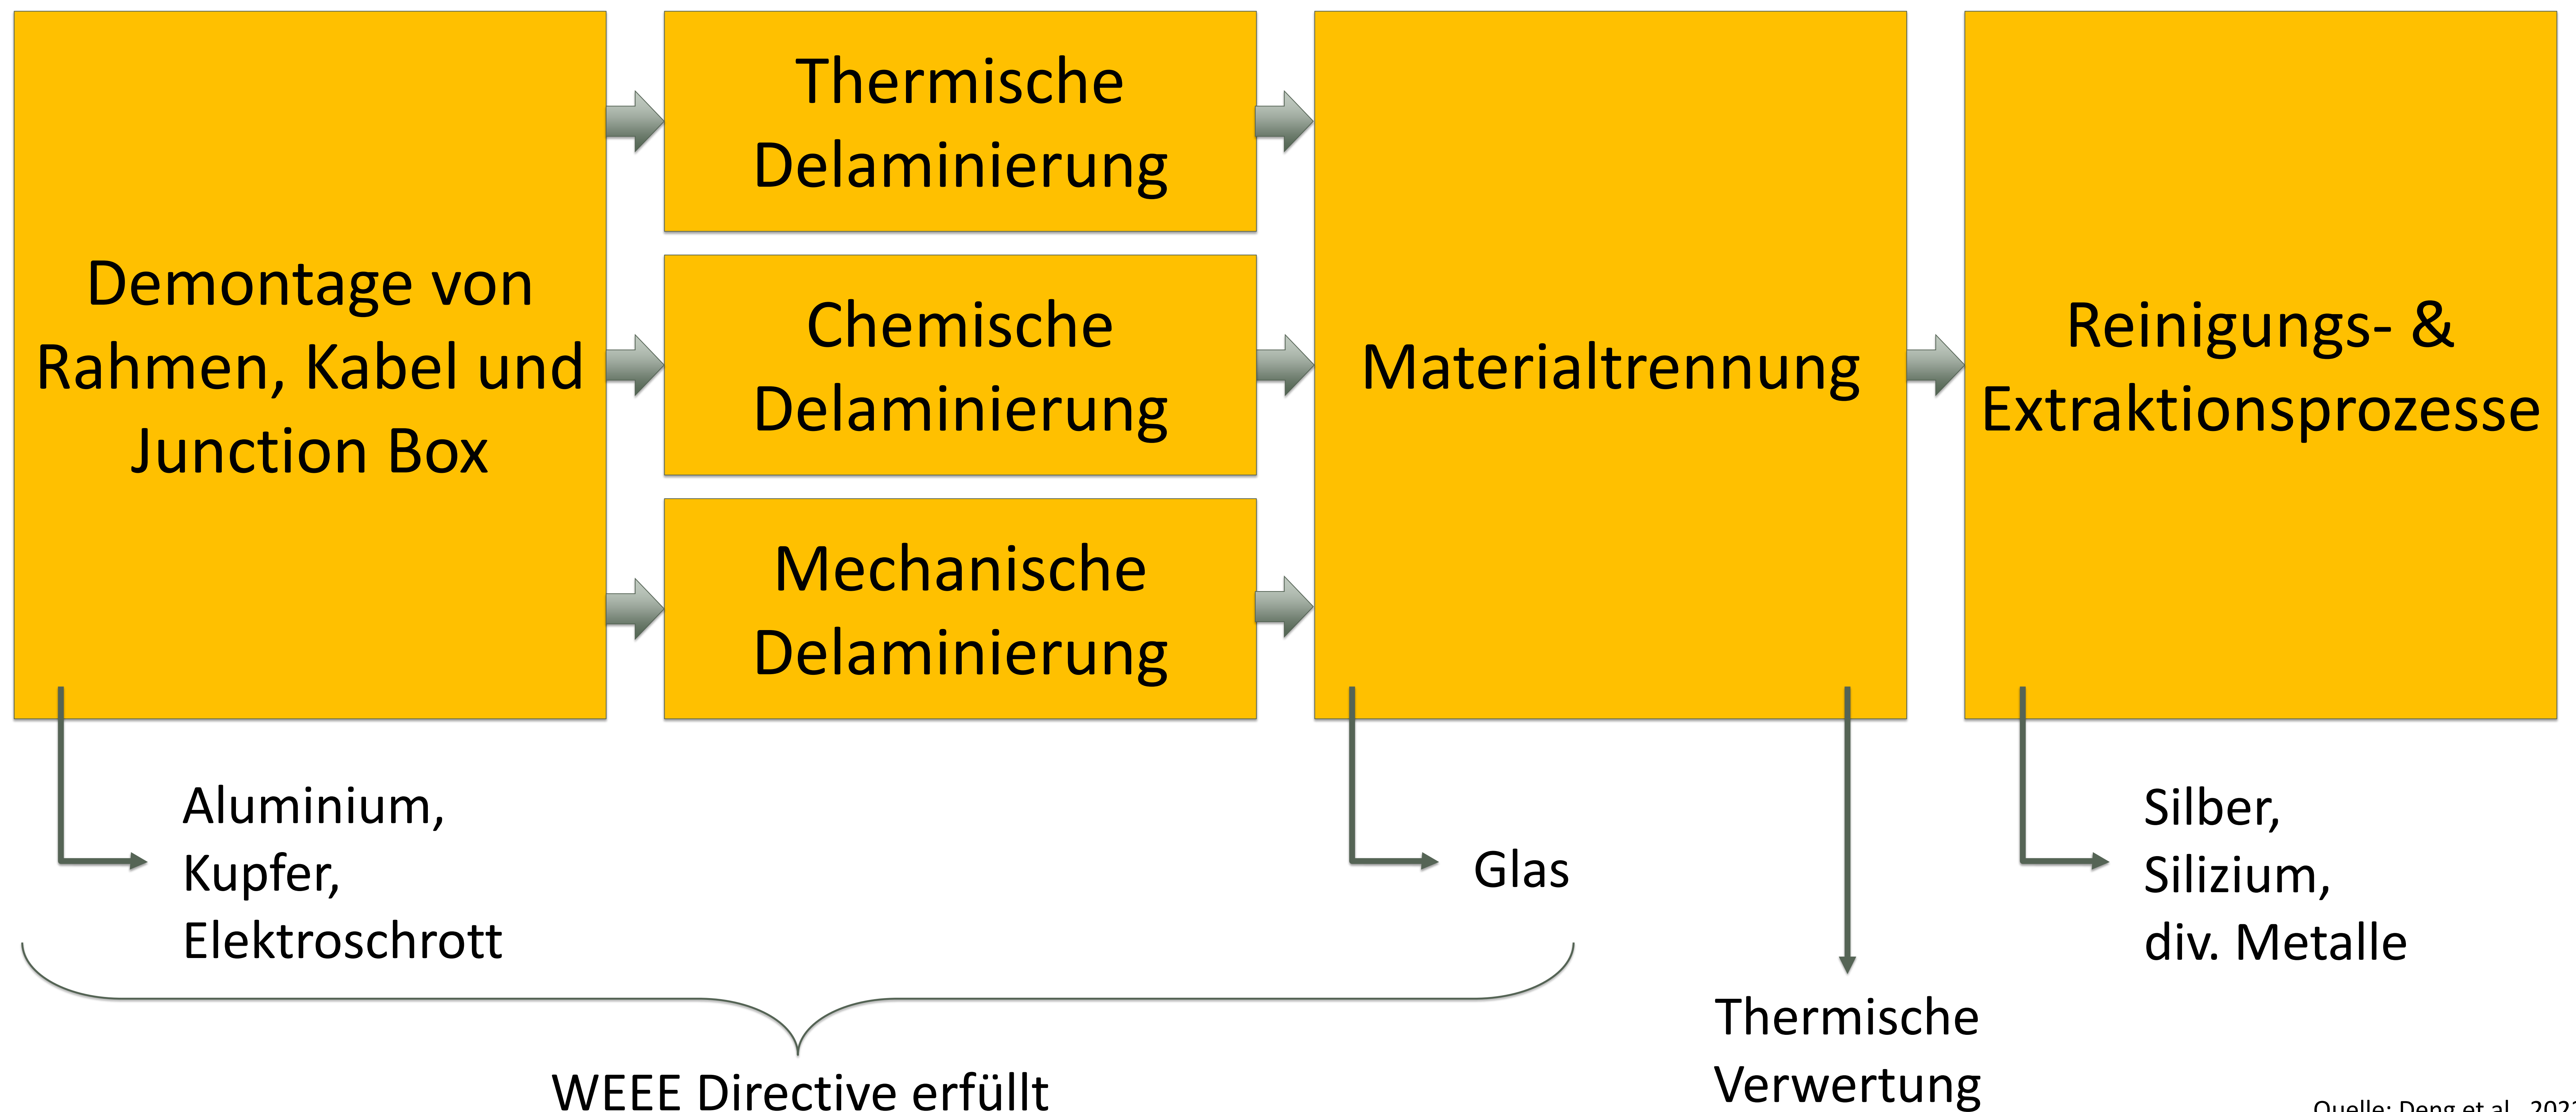 Demontage von
Rahmen, Kabel und
Junction Box
Thermische
Delaminierung
Chemische
Delaminierung
Mechanische
Delaminierung
Materialtrennung
Reinigungs- &
Extraktionsprozesse
Aluminium,
Kupfer,
Elektroschrott
Glas
Thermische
Verwertung
Silber,
Silizium,
div. Metalle
WEEE Directive erfüllt
Quelle: Deng et al.